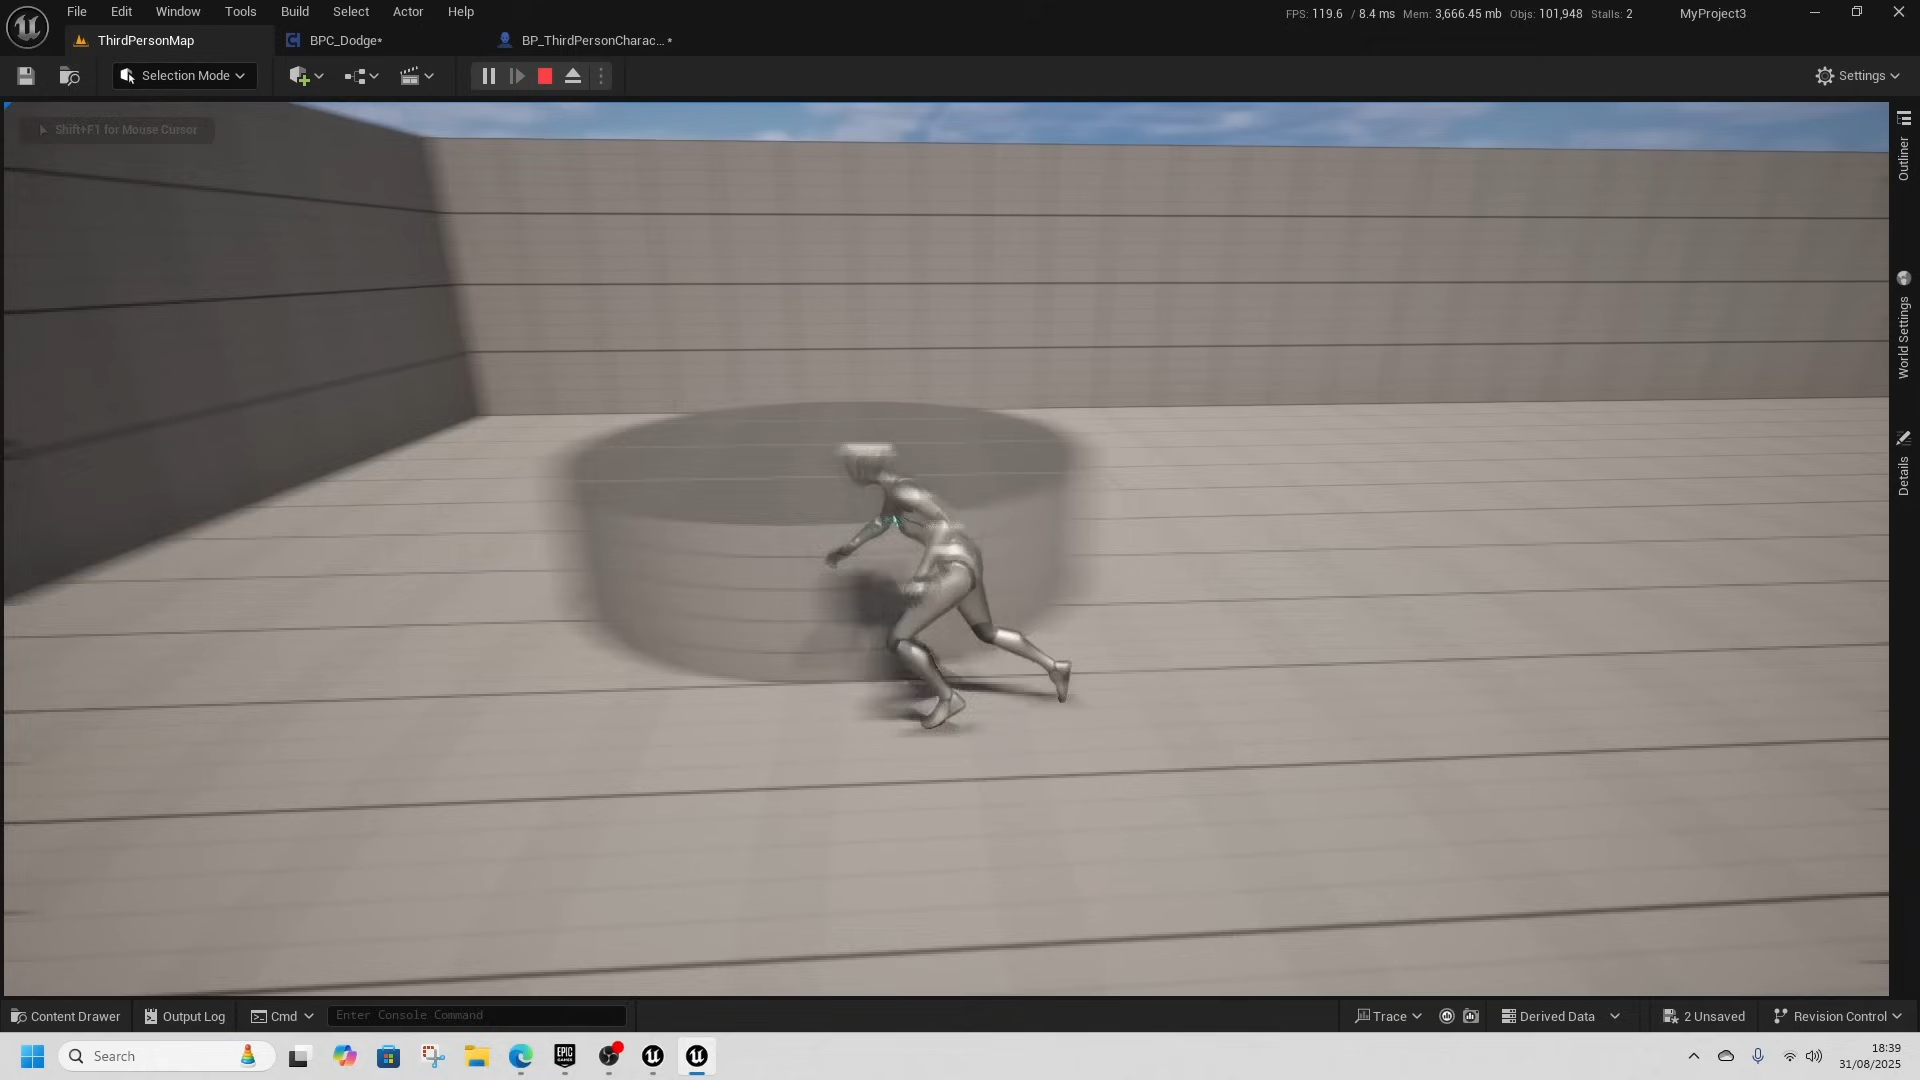 File Edit Window Tools Build Select Actor Help
FPS: 119.6 / 8.4 ms Mem: 3,666.45 mb Objs: 101,948 Stalls: 2 MyProject3
ThirdPersonMap BPC_Dodge* BP_ThirdPersonCharac... *
Selection Mode Settings
Shift+F1 for Mouse Cursor
Outliner
World Settings
Details
Content Drawer Output Log Cmd Enter Console Command Trace Derived Data 2 Unsaved Revision Control
Search EPIC GAMES 18:39
31/08/2025